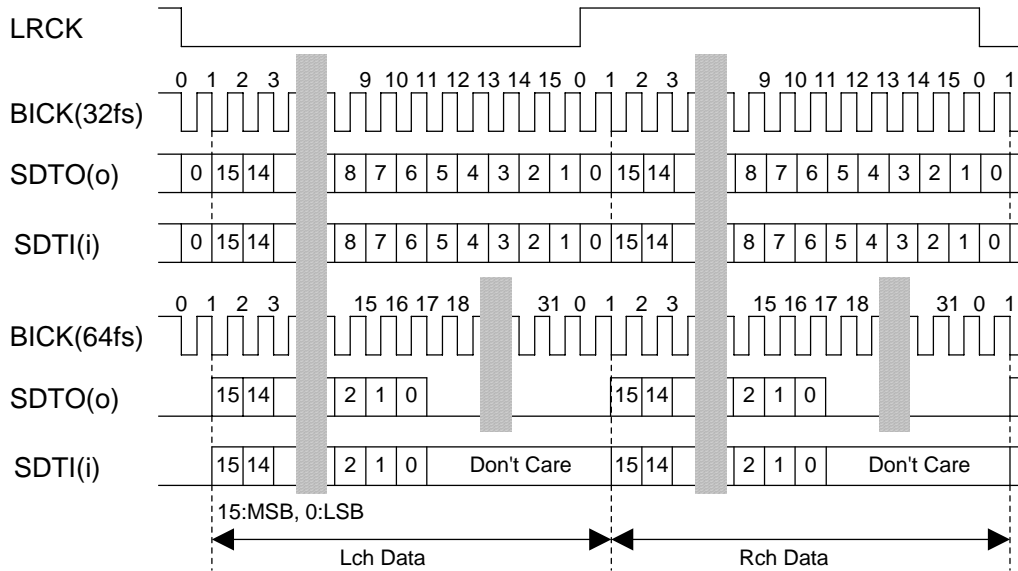 LRCK
0 1 2 3 9 10 11 12 13 14 15 0 1 2 3 9 10 11 12 13 14 15 0 1
BICK(32fs)
SDTO(o) 0 15 14 8 7 6 5 4 3 2 1 0 15 14 8 7 6 5 4 3 2 1 0
SDTI(i) 0 15 14 8 7 6 5 4 3 2 1 0 15 14 8 7 6 5 4 3 2 1 0
0 1 2 3 15 16 17 18 31 0 1 2 3 15 16 17 18 31 0 1
BICK(64fs)
SDTO(o) 15 14 2 1 0 15 14 2 1 0
SDTI(i) 15 14 2 1 0 Don't Care 15 14 2 1 0 Don't Care
15:MSB, 0:LSB
Lch Data Rch Data